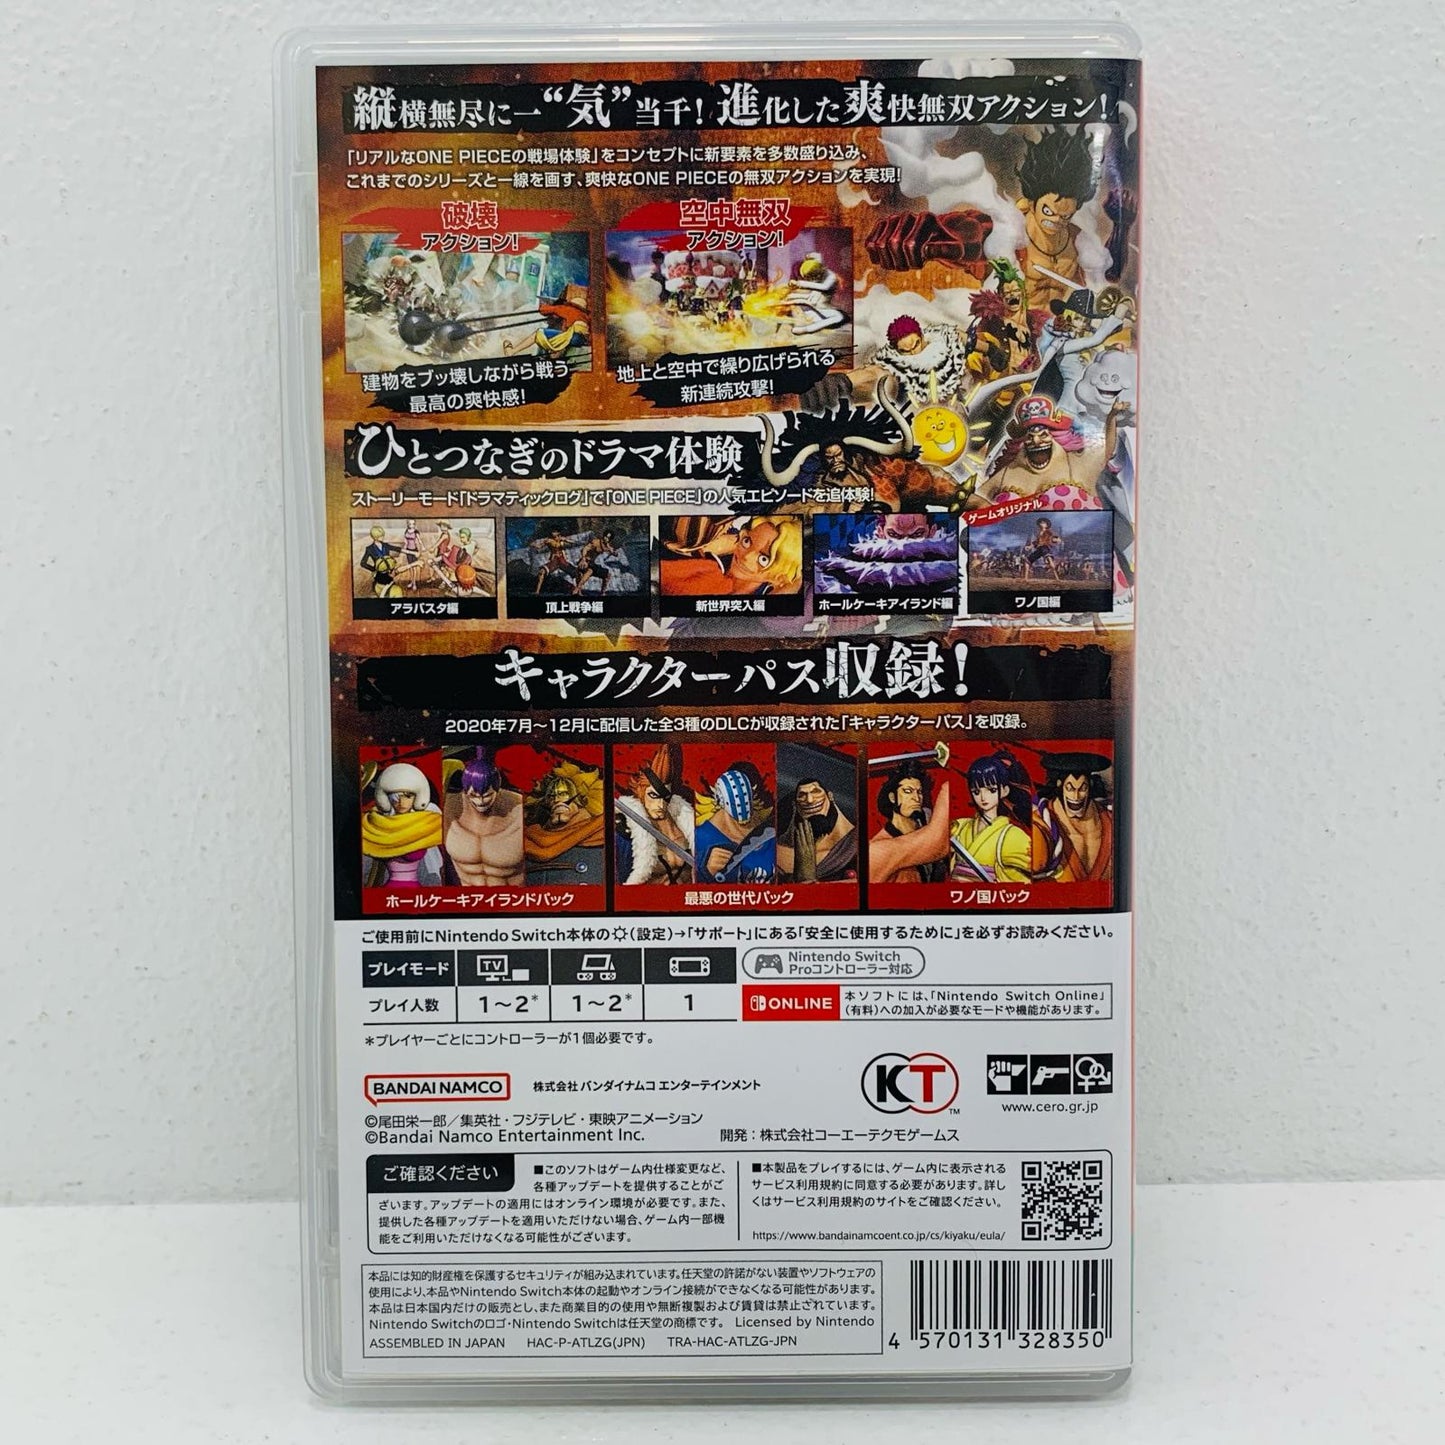 縦横無尽に一“気”当千！進化した爽快無双アクション！
「リアルなONE PIECEの戦場体験」をコンセプトに新要素を多数盛り込み、
これまでのシリーズと一線を画す、爽快なONE PIECEの無双アクションを実現！
破壊
アクション！
空中無双
アクション！
建物をブッ壊しながら戦う
最高の爽快感！
地上と空中で繰り広げられる
新連続攻撃！
ひとつなぎのドラマ体験
ストーリーモード「ドラマティックログ」で「ONE PIECE」の人気エピソードを追体験！
ゲームオリジナル
アラバスタ編
頂上戦争編
新世界突入編
ホールケーキアイランド編
ワノ国編
キャラクターパス収録！
2020年7月～12月に配信した全3種のDLCが収録された「キャラクターパス」を収録。
ホールケーキアイランドパック
最悪の世代パック
ワノ国パック
ご使用前にNintendo Switch本体の（設定）→「サポート」にある「安全に使用するために」を必ずお読みください。
プレイモード
TV
Nintendo Switch
Proコントローラー対応
プレイ人数
1～2*
1～2*
1
ONLINE
本ソフトには、「Nintendo Switch Online」
（有料）への加入が必要なモードや機能があります。
*プレイヤーごとにコントローラーが1個必要です。
BANDAI NAMCO
株式会社 バンダイナムコ エンターテインメント
KT
TM
www.cero.gr.jp
©尾田栄一郎／集英社・フジテレビ・東映アニメーション
©Bandai Namco Entertainment Inc.
開発：株式会社コーエーテクモゲームス
ご確認ください
■このソフトはゲーム内仕様変更など、
各種アップデートを提供することがご
ざいます。アップデートの適用にはオンライン環境が必要です。また、
提供した各種アップデートを適用いただけない場合、ゲーム内一部機
能をご利用いただけなくなる可能性がございます。
■本製品をプレイするには、ゲーム内に表示される
サービス利用規約に同意する必要があります。詳し
くはサービス利用規約のサイトをご確認ください。
https://www.bandainamcoent.co.jp/cs/kiyaku/eula/
本品には知的財産権を保護するセキュリティが組み込まれています。任天堂の許諾がない装置やソフトウェアの
使用により、本品やNintendo Switch本体の起動やオンライン接続ができなくなる可能性があります。
本品は日本国内だけの販売とし、また商業目的の使用や無断複製および賃貸は禁止されています。
Nintendo Switchのロゴ・Nintendo Switchは任天堂の商標です。 Licensed by Nintendo
ASSEMBLED IN JAPAN HAC-P-ATLZG(JPN) TRA-HAC-ATLZG-JPN
4 570131 328350